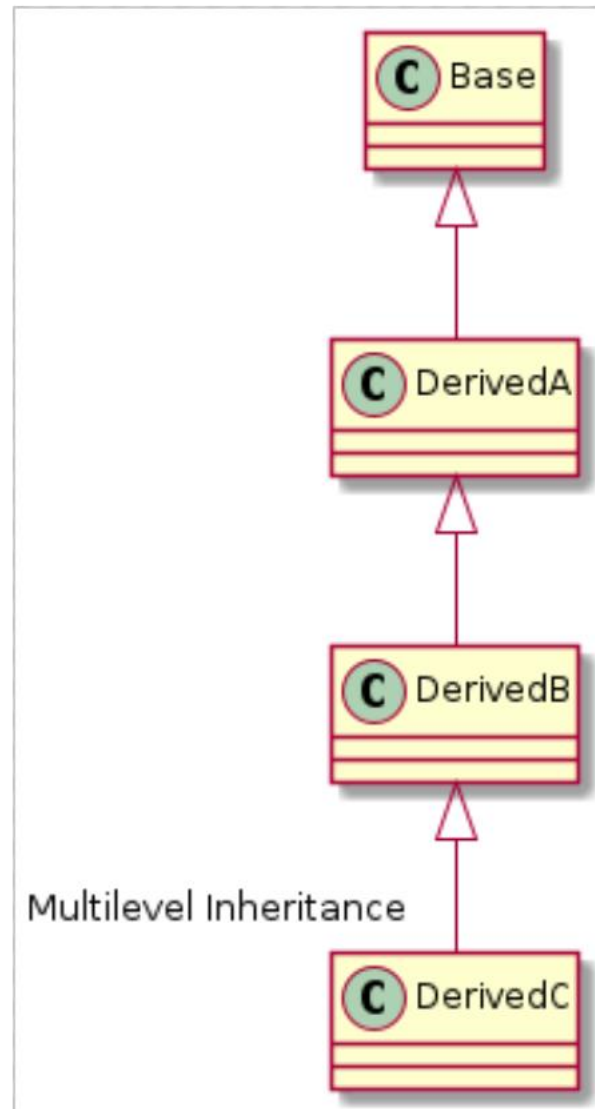 C Base
C DerivedA
C DerivedB
Multilevel Inheritance
C DerivedC